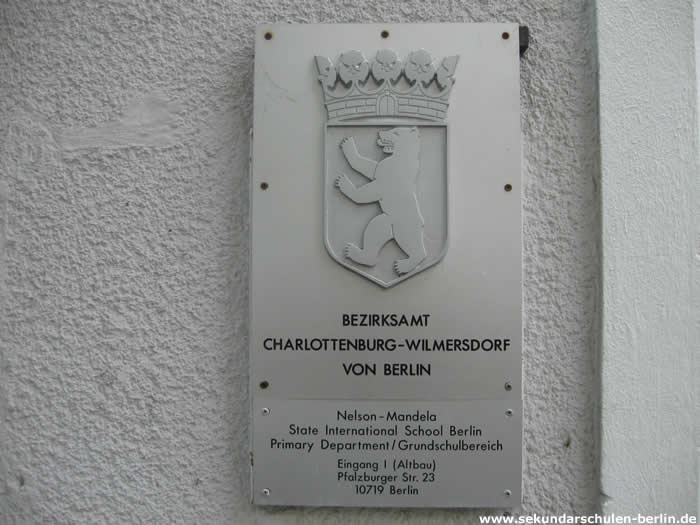 BEZIRKSAMT
CHARLOTTENBURG-WILMERSDORF
VON BERLIN
Nelson-Mandela
State International School Berlin
Primary Department/Grundschulbereich
Eingang I (Altbau)
Pfalzburger Str. 23
10719 Berlin
www.sekundarschulen-berlin.de